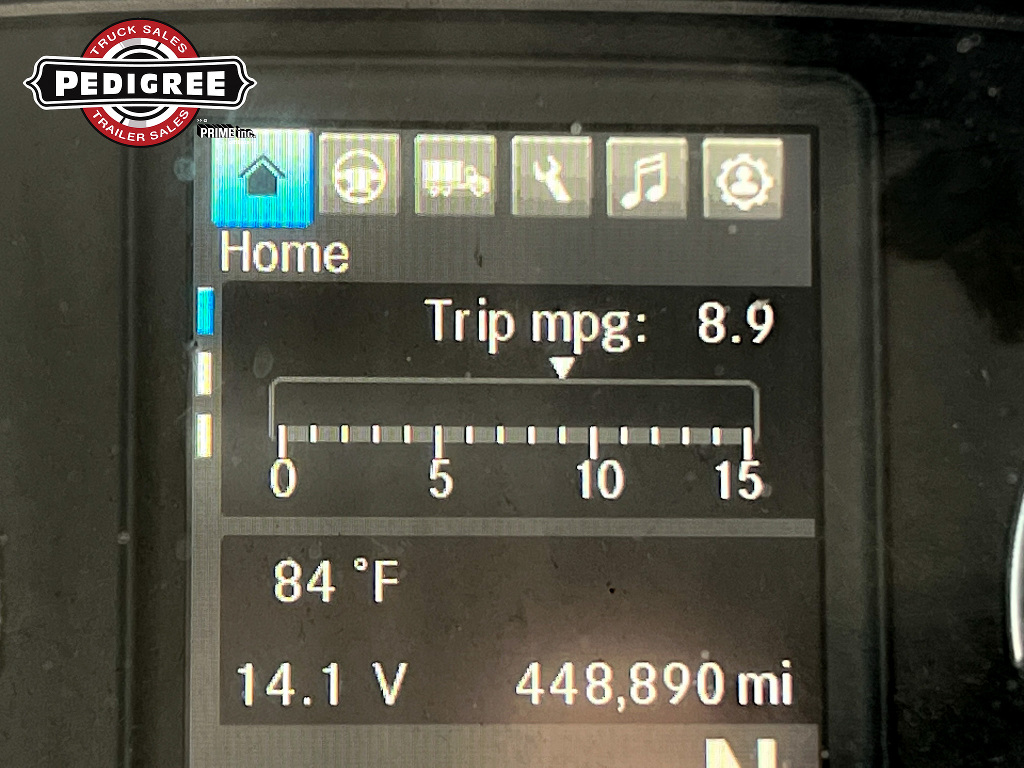 TRUCK SALES
PEDIGREE
TRAILER SALES
PRIME inc.
Home
Trip mpg: 8.9
0 5 10 15
84 °F
14.1 V 448,890 mi
N